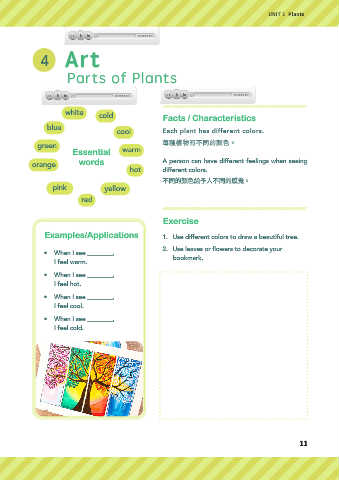 UNIT 1 Plants
4
Art
Parts of Plants
white
cold
blue
cool
green
Essential
words
warm
orange
hot
pink
yellow
red
Facts / Characteristics
Each plant has different colors.
每種植物有不同的顏色。
A person can have different feelings when seeing
different colors.
不同的顏色給予人不同的感覺。
Examples/Applications
• When I see ________,
I feel warm.
• When I see ________,
I feel hot.
• When I see ________,
I feel cool.
• When I see ________,
I feel cold.
Exercise
1. Use different colors to draw a beautiful tree.
2. Use leaves or flowers to decorate your
bookmark.
11